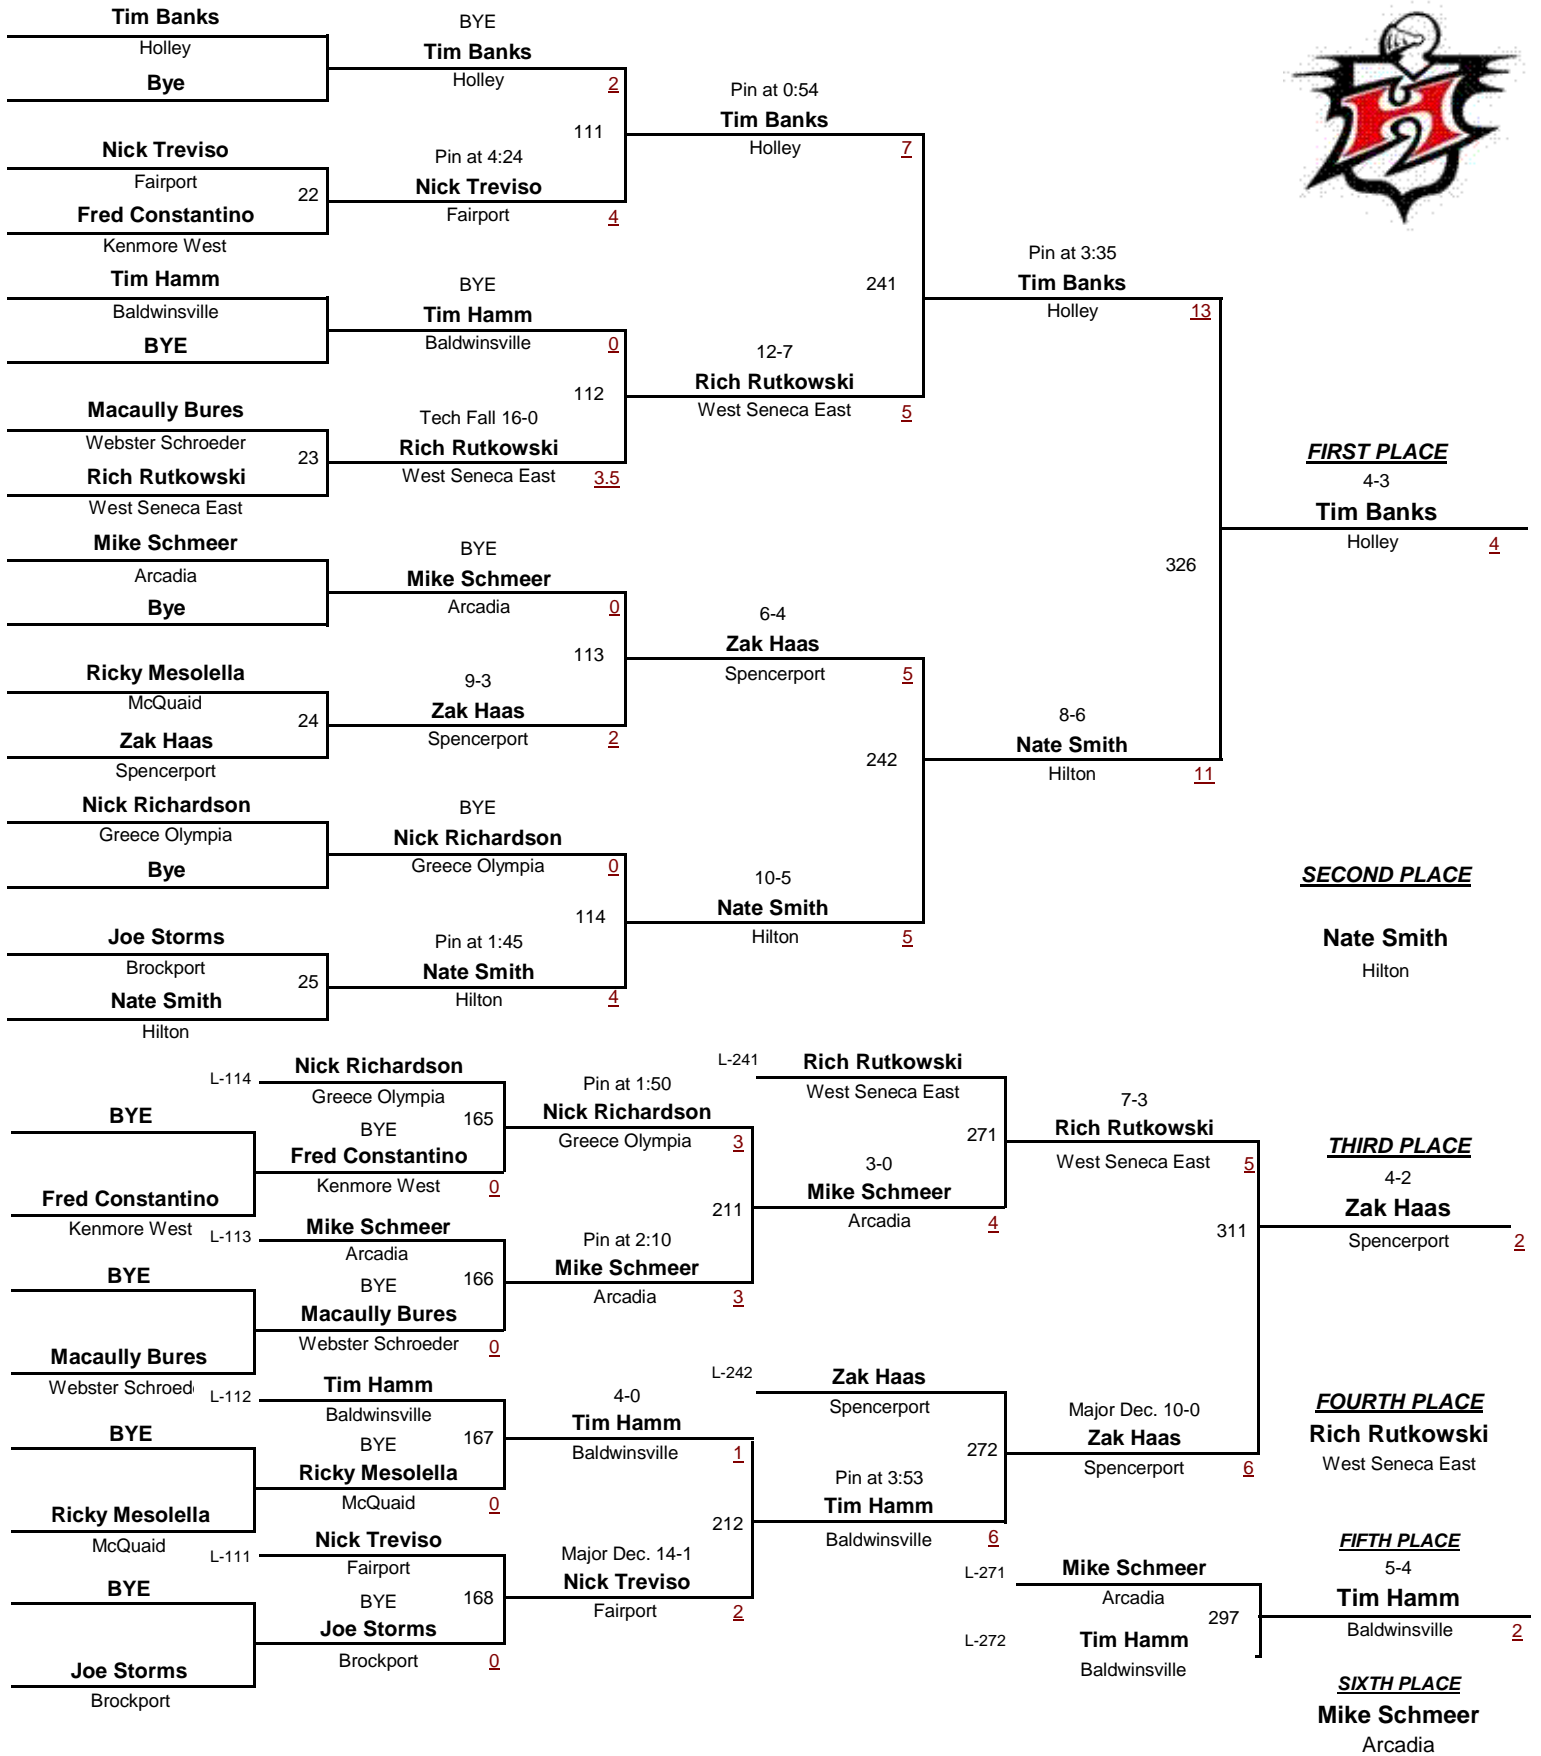 Tim Banks
Holley
Bye
Nick Treviso
Fairport
22
Fred Constantino
Kenmore West
Tim Hamm
Baldwinsville
BYE
Macaully Bures
Webster Schroeder
23
Rich Rutkowski
West Seneca East
Mike Schmeer
Arcadia
Bye
Ricky Mesolella
McQuaid
24
Zak Haas
Spencerport
Nick Richardson
Greece Olympia
Bye
Joe Storms
Brockport
25
Nate Smith
Hilton
BYE
Tim Banks
Holley
2
111
Pin at 4:24
Nick Treviso
Fairport
4
BYE
Tim Hamm
Baldwinsville
0
112
Tech Fall 16-0
Rich Rutkowski
West Seneca East
3.5
BYE
Mike Schmeer
Arcadia
0
113
9-3
Zak Haas
Spencerport
2
BYE
Nick Richardson
Greece Olympia
0
114
Pin at 1:45
Nate Smith
Hilton
4
Pin at 0:54
Tim Banks
Holley
7
241
12-7
Rich Rutkowski
West Seneca East
5
6-4
Zak Haas
Spencerport
5
242
10-5
Nate Smith
Hilton
5
H
Pin at 3:35
Tim Banks
Holley
13
326
8-6
Nate Smith
Hilton
11
FIRST PLACE
4-3
Tim Banks
Holley
4
SECOND PLACE
Nate Smith
Hilton
BYE
Fred Constantino
Kenmore West
BYE
Macaully Bures
Webster Schroed
BYE
Ricky Mesolella
McQuaid
BYE
Joe Storms
Brockport
L-114
Nick Richardson
Greece Olympia
165
BYE
Fred Constantino
Kenmore West
0
L-113
Mike Schmeer
Arcadia
166
BYE
Macaully Bures
Webster Schroeder
0
L-112
Tim Hamm
Baldwinsville
167
BYE
Ricky Mesolella
McQuaid
0
L-111
Nick Treviso
Fairport
168
BYE
Joe Storms
Brockport
0
Pin at 1:50
Nick Richardson
Greece Olympia
3
211
Pin at 2:10
Mike Schmeer
Arcadia
3
4-0
Tim Hamm
Baldwinsville
1
212
Major Dec. 14-1
Nick Treviso
Fairport
2
L-241
Rich Rutkowski
West Seneca East
271
3-0
Mike Schmeer
Arcadia
4
L-242
Zak Haas
Spencerport
272
Pin at 3:53
Tim Hamm
Baldwinsville
6
7-3
Rich Rutkowski
West Seneca East
5
311
Major Dec. 10-0
Zak Haas
Spencerport
6
THIRD PLACE
4-2
Zak Haas
Spencerport
2
FOURTH PLACE
Rich Rutkowski
West Seneca East
L-271
Mike Schmeer
Arcadia
297
L-272
Tim Hamm
Baldwinsville
FIFTH PLACE
5-4
Tim Hamm
Baldwinsville
2
SIXTH PLACE
Mike Schmeer
Arcadia